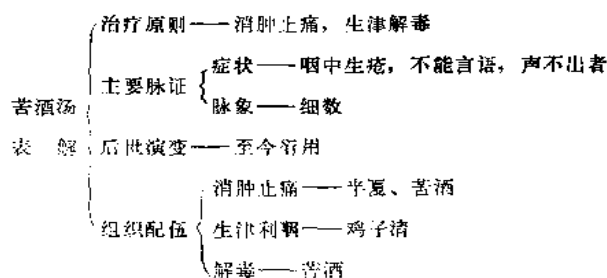 治疗原则——消肿止痛，生津解毒
主要脉证
症状——咽中生疮，不能言语，声不出者
脉象——细数
苦酒汤
表 解
后世演变——至今沿用
组织配伍
消肿止痛——半夏、苦酒
生津利咽——鸡子清
解毒——苦酒